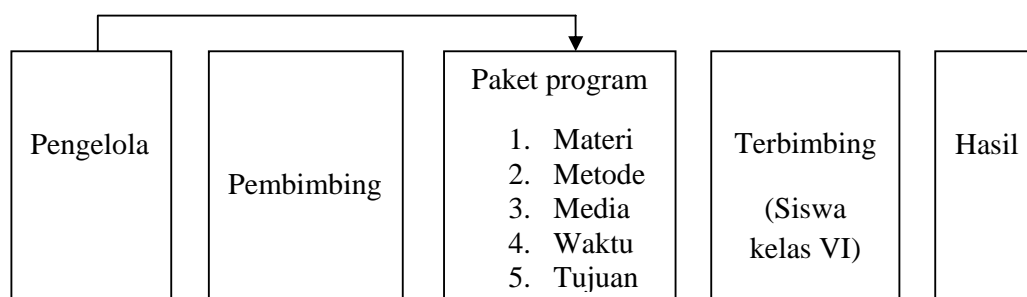 Pengelola
Pembimbing
Paket program
1. Materi
2. Metode
3. Media
4. Waktu
5. Tujuan
Terbimbing
(Siswa
kelas VI)
Hasil